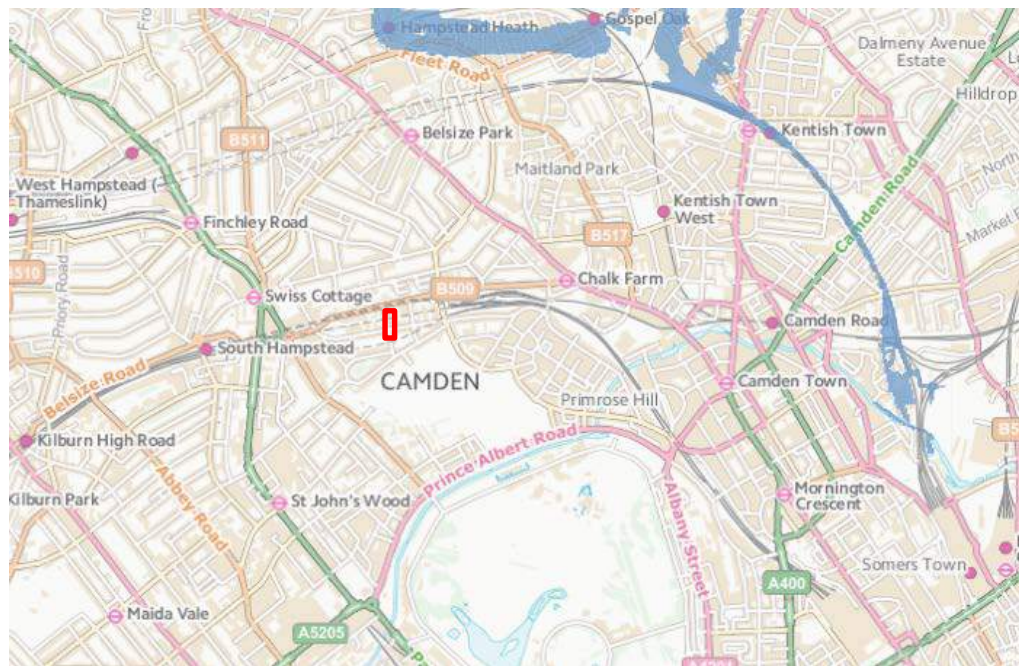 Hampstead Heath
Gospel Oak
Fleet Road
Dalmeny Avenue
Estate
Hilldrop
B511
Belsize Park
Kentish Town
Maitland Park
West Hampstead (
Thameslink)
Finchley Road
Kentish Town
West
Camden Road
North
Market
B517
B510
Priory Road
Chalk Farm
B509
Swiss Cottage
Camden Road
South Hampstead
Belsize Road
CAMDEN
Camden Town
Primrose Hill
Kilburn High Road
Prince Albert Road
Kilburn Park
Abbey Road
St John's Wood
Albany Street
Mornington
Crescent
Somers Town
A400
Maida Vale
A5205